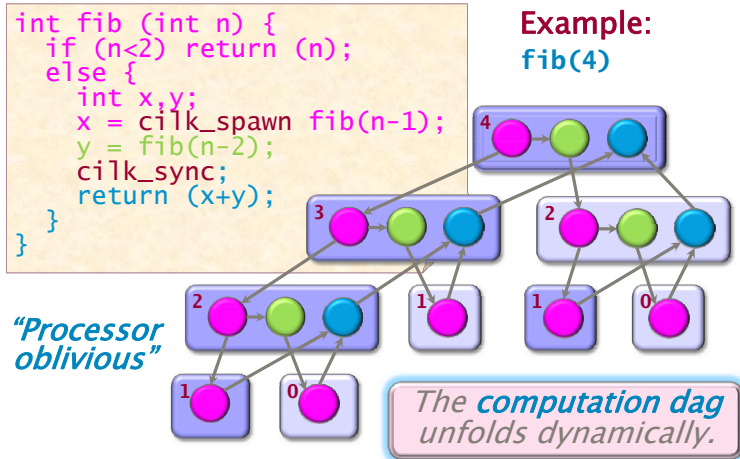 int fib (int n) {
  if (n<2) return (n);
  else {
    int x,y;
    x = cilk_spawn fib(n-1);
    y = fib(n-2);
    cilk_sync;
    return (x+y);
  }
}
Example:
fib(4)
4
3
2
2
1
1
0
1
0
“Processor
oblivious”
The computation dag
unfolds dynamically.